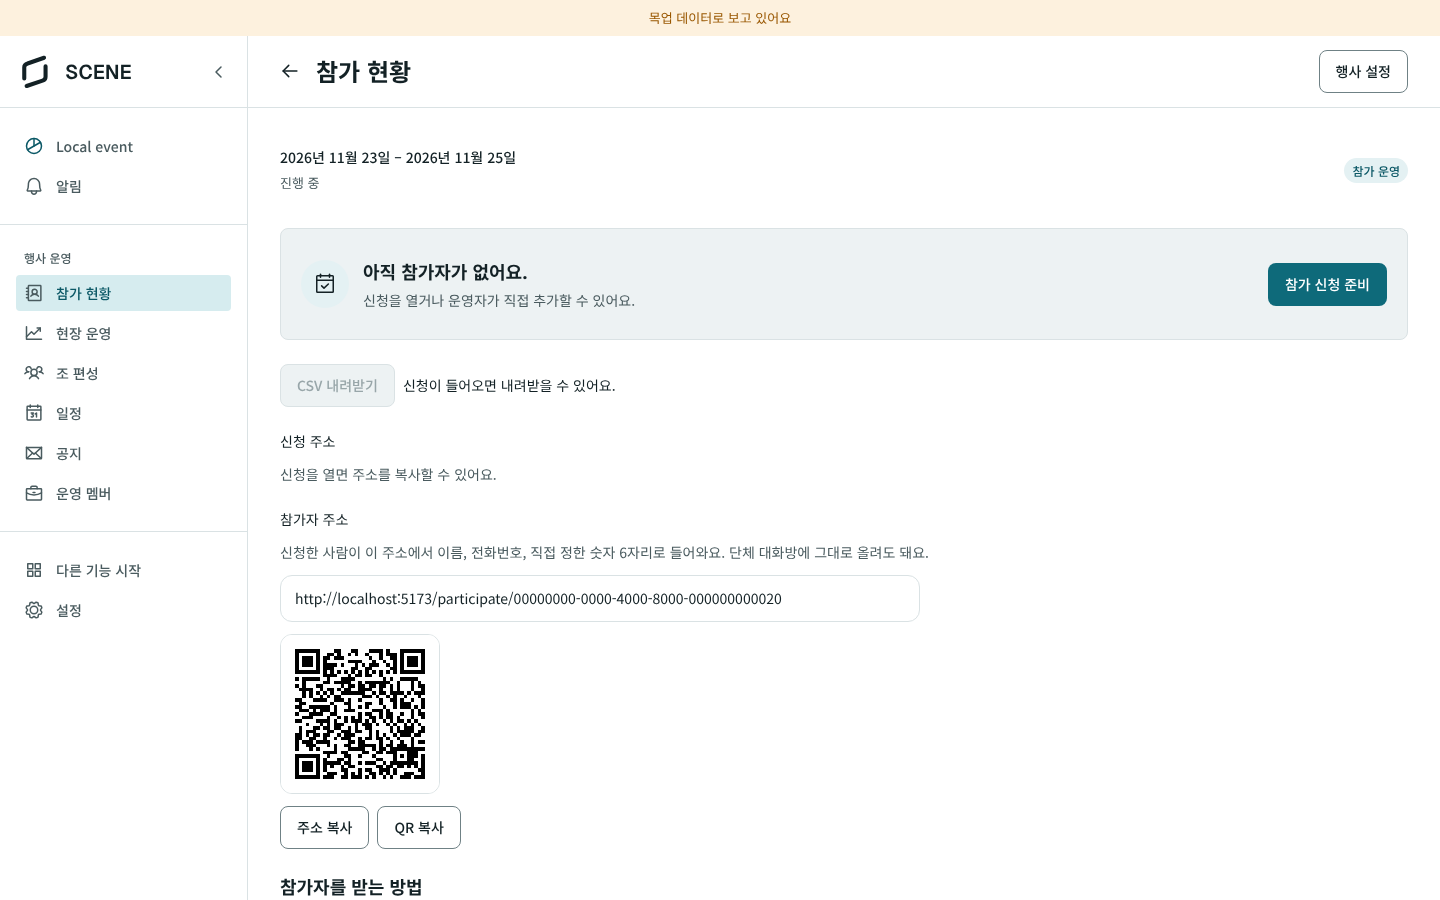 목업 데이터로 보고 있어요
SCENE
참가 현황
행사 설정
Local event
알림
행사 운영
참가 현황
현장 운영
조 편성
일정
공지
운영 멤버
다른 기능 시작
설정
2026년 11월 23일 – 2026년 11월 25일
진행 중
참가 운영
아직 참가자가 없어요.
신청을 열거나 운영자가 직접 추가할 수 있어요.
참가 신청 준비
CSV 내려받기
신청이 들어오면 내려받을 수 있어요.
신청 주소
신청을 열면 주소를 복사할 수 있어요.
참가자 주소
신청한 사람이 이 주소에서 이름, 전화번호, 직접 정한 숫자 6자리로 들어와요. 단체 대화방에 그대로 올려도 돼요.
http://localhost:5173/participate/00000000-0000-4000-8000-000000000020
주소 복사
QR 복사
참가자를 받는 방법